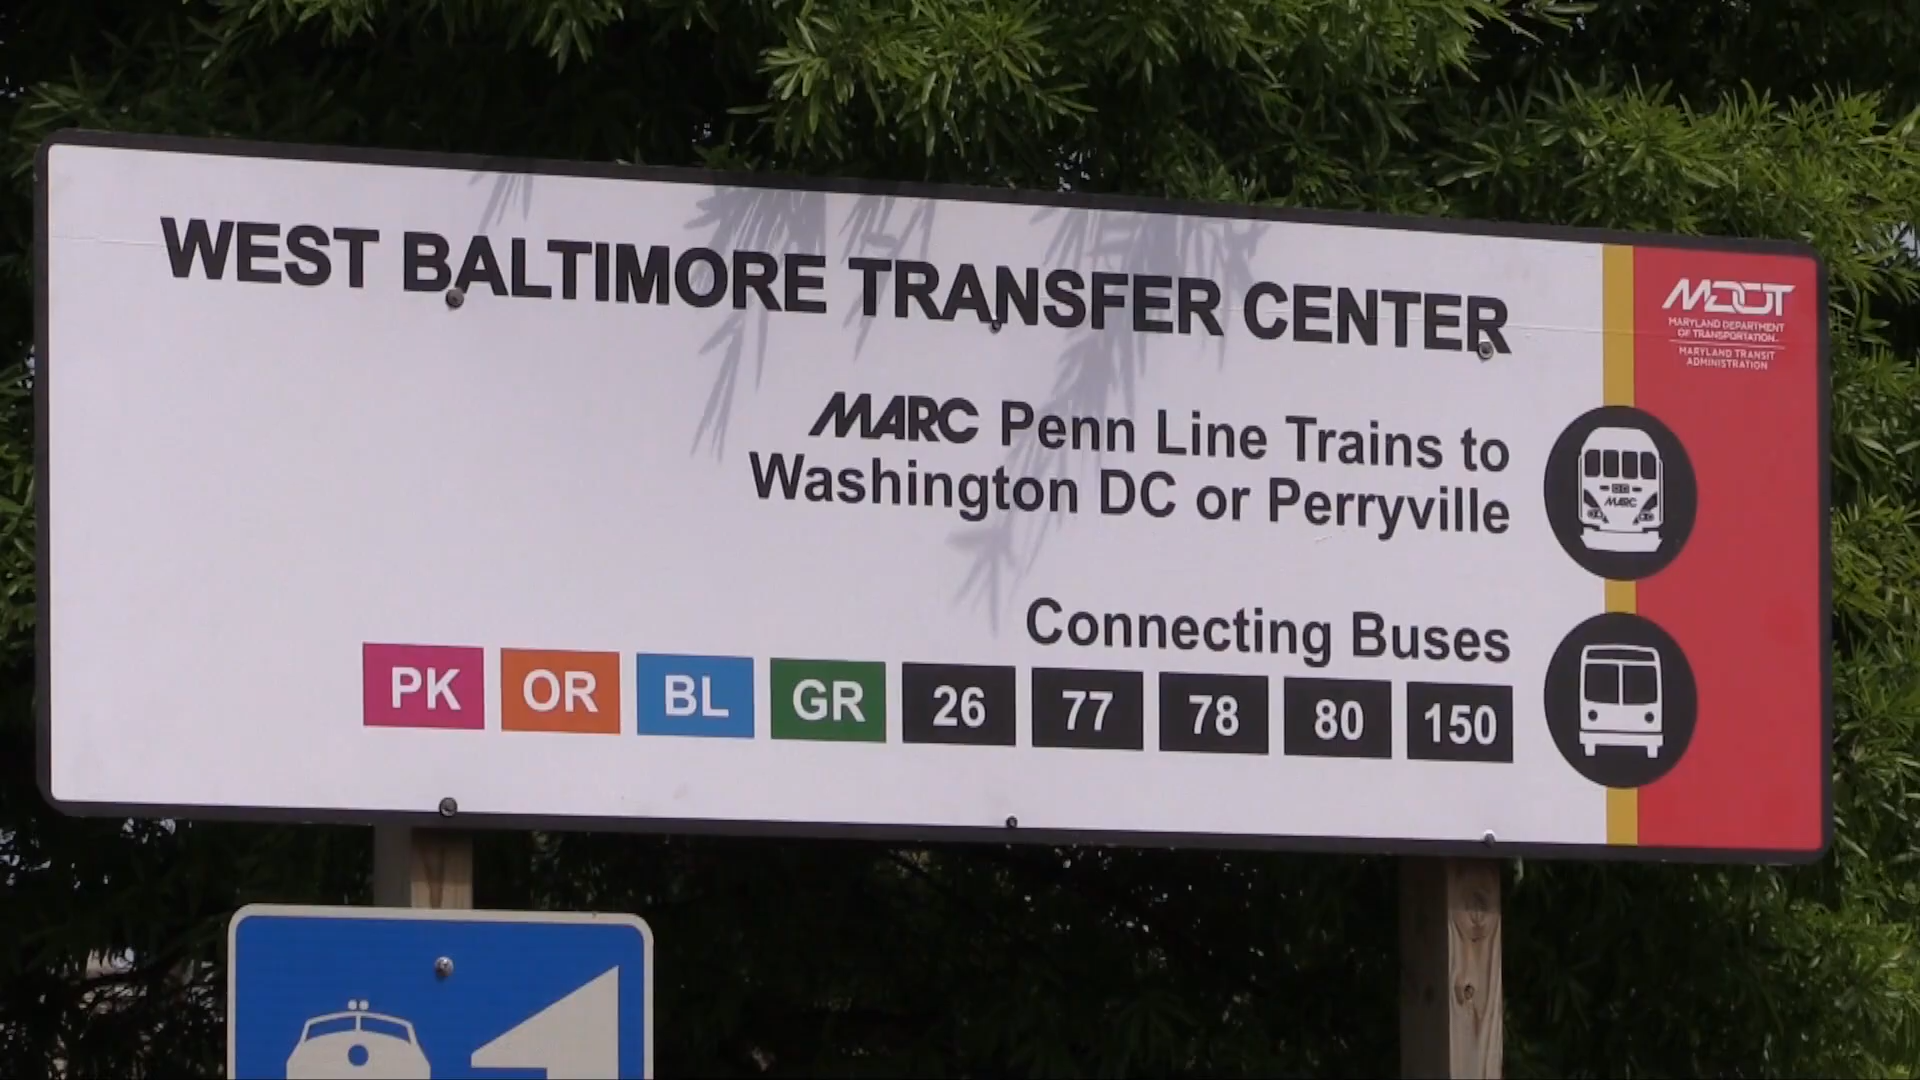 WEST BALTIMORE TRANSFER CENTER
MDOT
MARYLAND DEPARTMENT
OF TRANSPORTATION
MARYLAND TRANSIT
ADMINISTRATION
MARC Penn Line Trains to
Washington DC or Perryville
MARC
Connecting Buses
PK OR BL GR 26 77 78 80 150